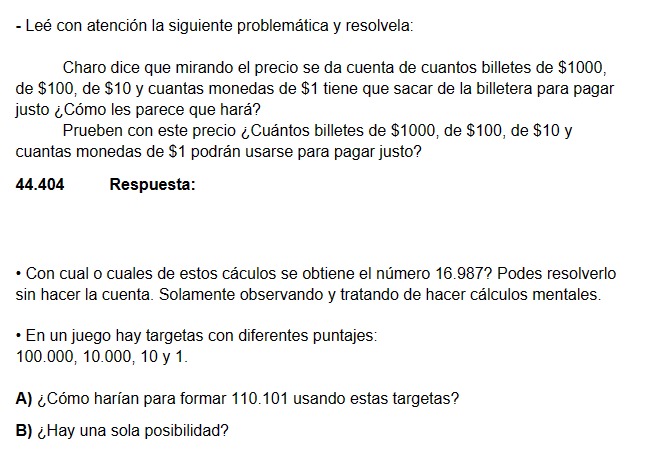 - Leé con atención la siguiente problemática y resolvela:
Charo dice que mirando el precio se da cuenta de cuantos billetes de $1000,
de $100, de $10 y cuantas monedas de $1 tiene que sacar de la billetera para pagar
justo ¿Cómo les parece que hará?
Prueben con este precio ¿Cuántos billetes de $1000, de $100, de $10 y
cuantas monedas de $1 podrán usarse para pagar justo?
44.404 Respuesta:
• Con cual o cuales de estos cáculos se obtiene el número 16.987? Podes resolverlo
sin hacer la cuenta. Solamente observando y tratando de hacer cálculos mentales.
• En un juego hay targetas con diferentes puntajes:
100.000, 10.000, 10 y 1.
A) ¿Cómo harían para formar 110.101 usando estas targetas?
B) ¿Hay una sola posibilidad?